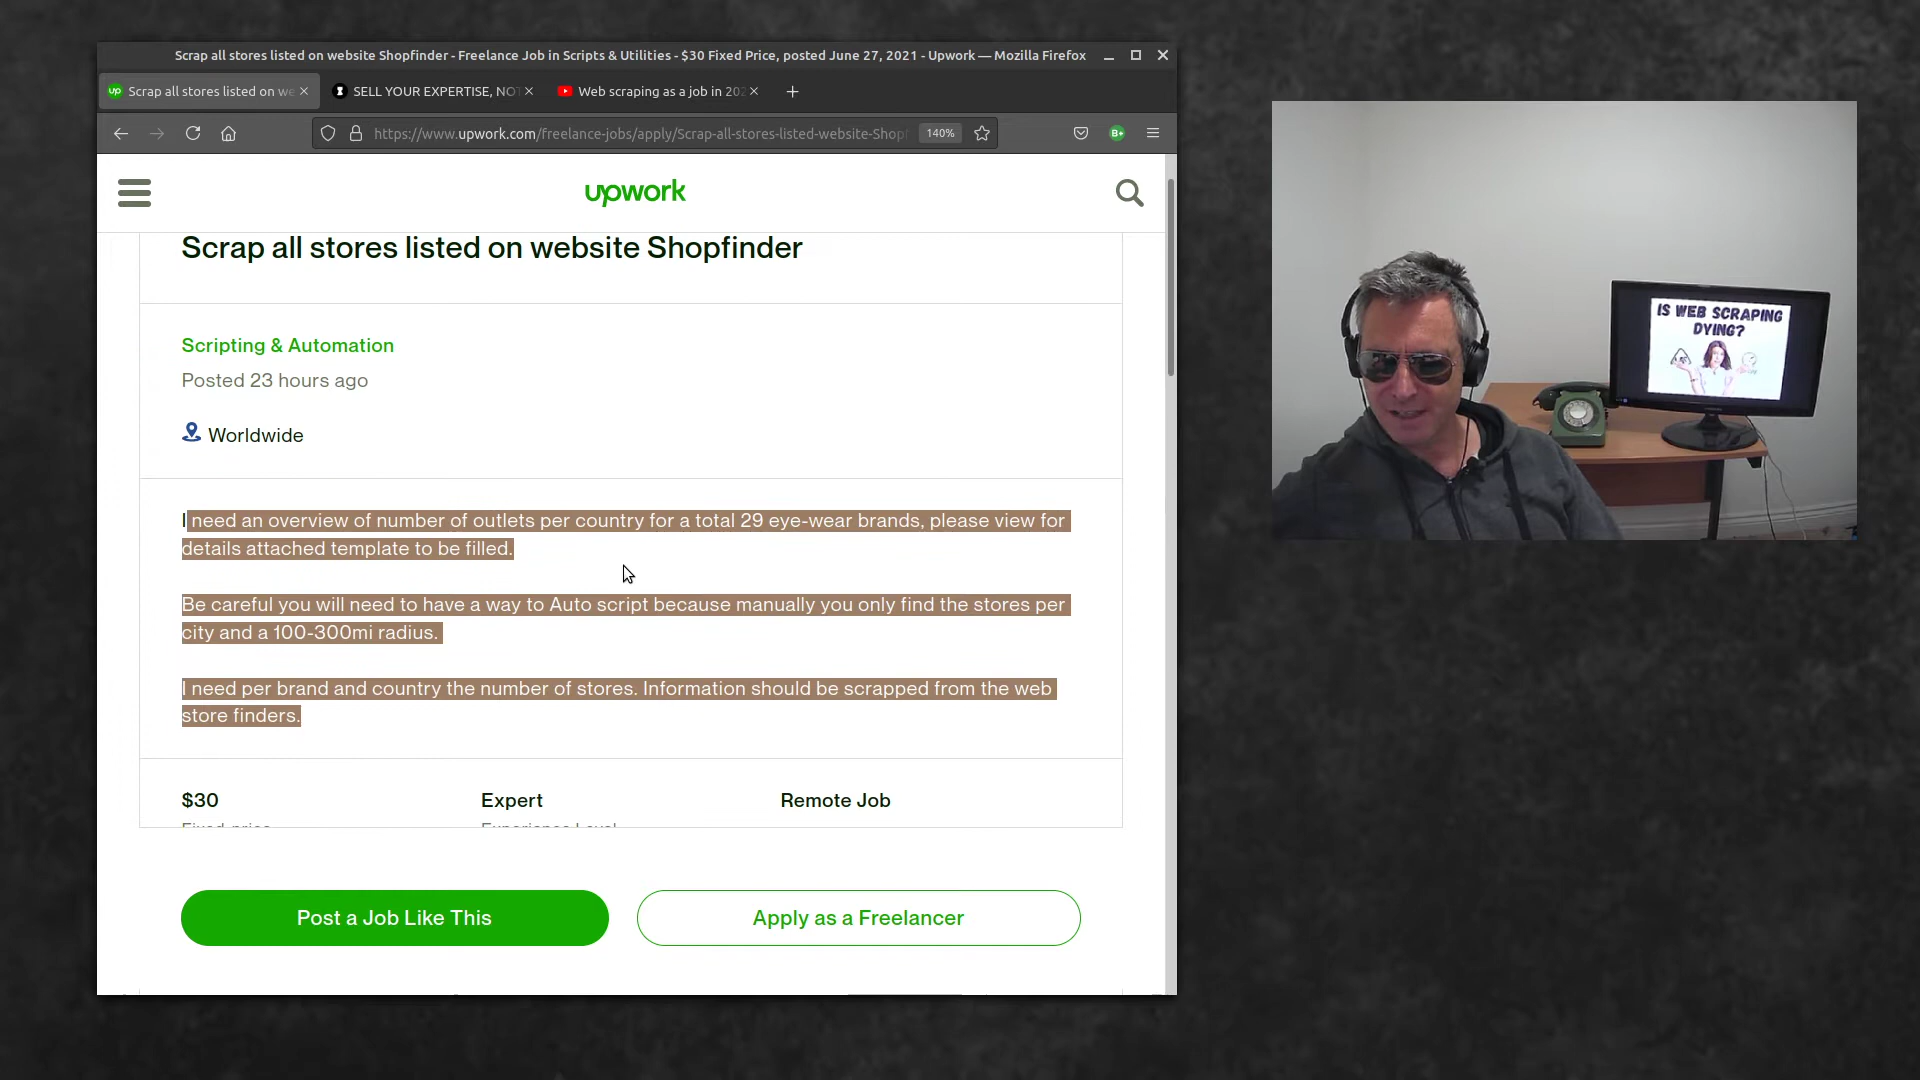 Scrap all stores listed on website Shopfinder - Freelance Job in Scripts & Utilities - $30 Fixed Price, posted June 27, 2021 - Upwork — Mozilla Firefox
up Scrap all stores listed on we
SELL YOUR EXPERTISE, NO
Web scraping as a job in 202
https://www.upwork.com/freelance-jobs/apply/Scrap-all-stores-listed-website-Shopf
140%
B+
upwork
Scrap all stores listed on website Shopfinder
Scripting & Automation
Posted 23 hours ago
Worldwide
I need an overview of number of outlets per country for a total 29 eye-wear brands, please view for
details attached template to be filled.
Be careful you will need to have a way to Auto script because manually you only find the stores per
city and a 100-300mi radius.
I need per brand and country the number of stores. Information should be scrapped from the web
store finders.
$30
Expert
Remote Job
Fixed-price
Experience Level
Post a Job Like This
Apply as a Freelancer
IS WEB SCRAPING
DYING?